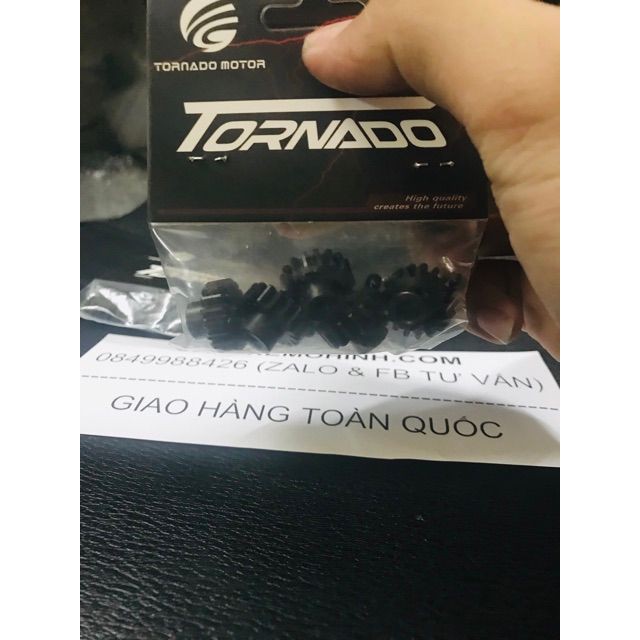 TORNADO MOTOR
TORNADO
High quality
creates the future
0849988426 (ZALO & FB TƯ VẤN)
GIAO HÀNG TOÀN QUỐC